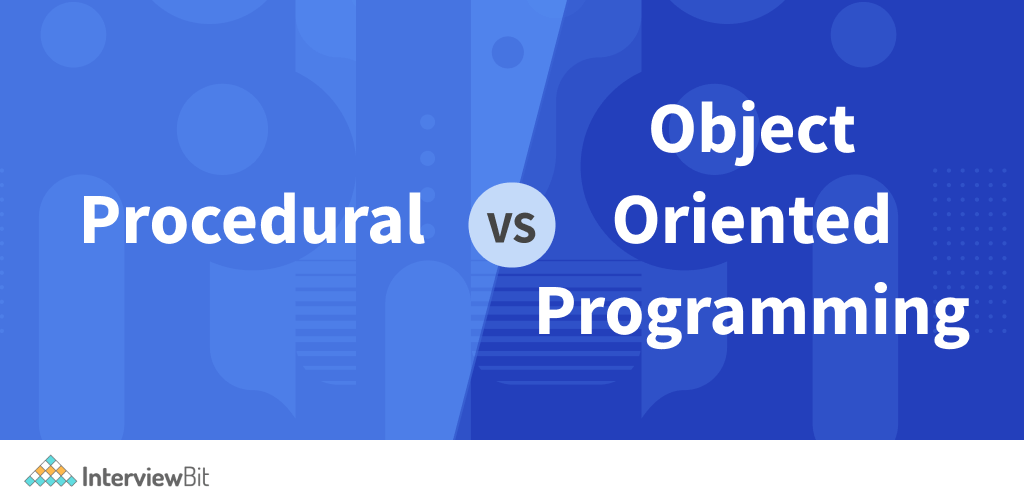 Procedural
VS
Object
Oriented
Programming
InterviewBit